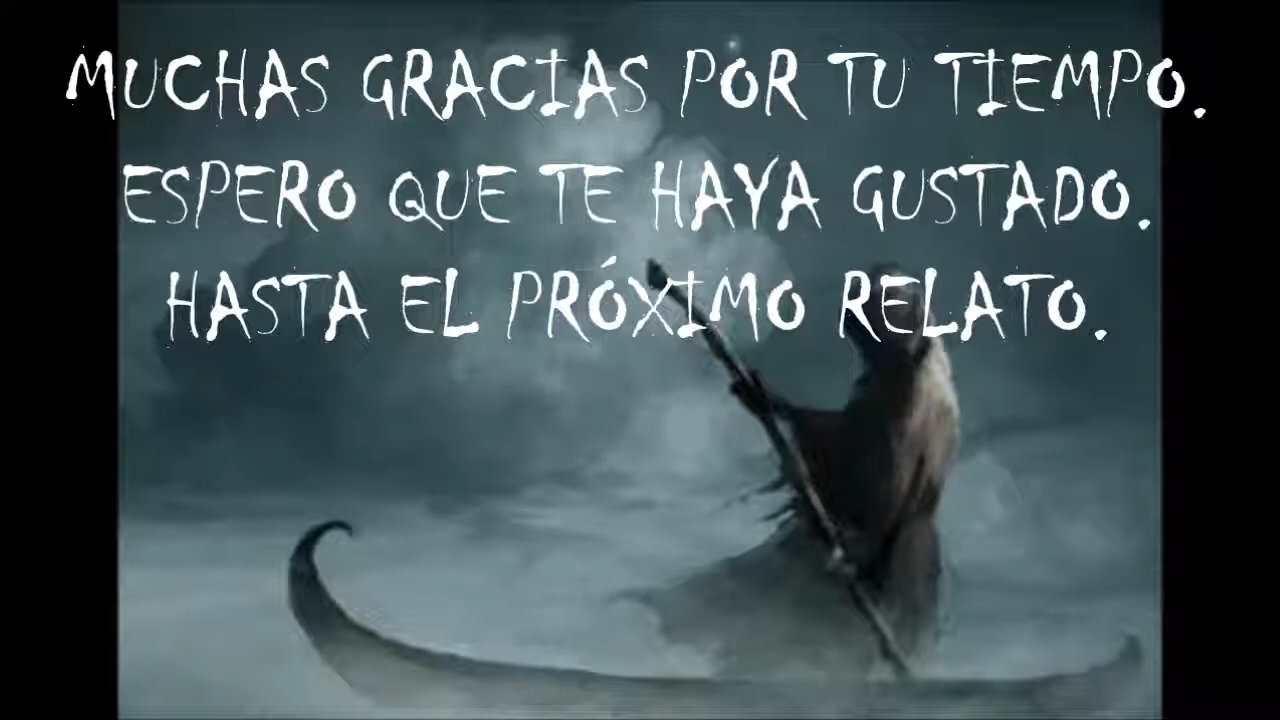 MUCHAS GRACIAS POR TU TIEMPO.
ESPERO QUE TE HAYA GUSTADO.
HASTA EL PRÓXIMO RELATO.